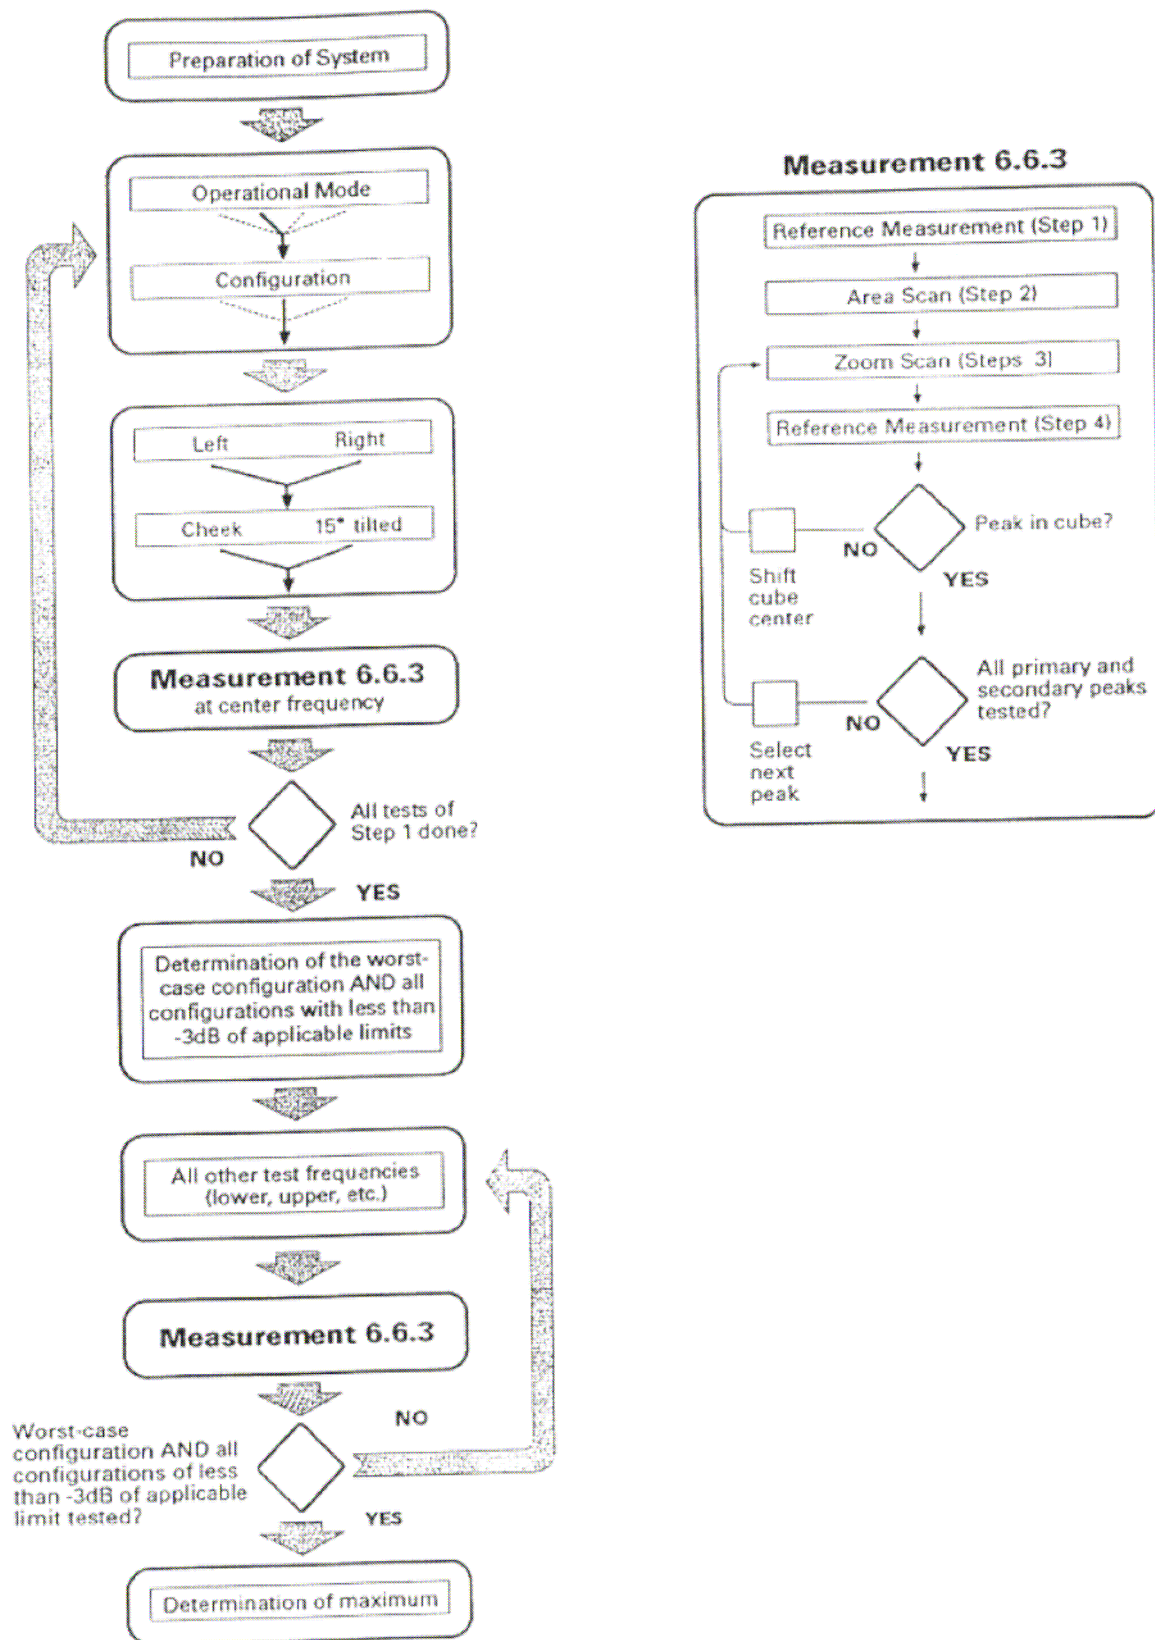 Preparation of System
Operational Mode
Configuration
Left Right
Cheek 15° tilted
Measurement 6.6.3
at center frequency
All tests of
Step 1 done?
NO
YES
Determination of the worst-
case configuration AND all
configurations with less than
-3dB of applicable limits
All other test frequencies
(lower, upper, etc.)
Measurement 6.6.3
NO
Worst-case
configuration AND all
configurations of less
than -3dB of applicable
limit tested?
YES
Determination of maximum
Measurement 6.6.3
Reference Measurement (Step 1)
Area Scan (Step 2)
Zoom Scan (Steps 3)
Reference Measurement (Step 4)
Peak in cube?
NO
YES
Shift
cube
center
All primary and
secondary peaks
tested?
NO
YES
Select
next
peak